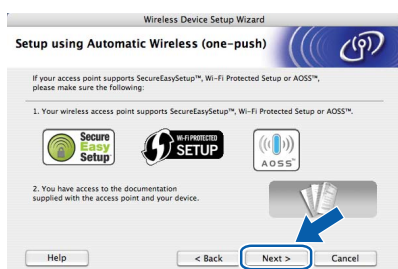 Wireless Device Setup Wizard
Setup using Automatic Wireless (one-push)
If your access point supports SecureEasySetup™, Wi-Fi Protected Setup or AOSS™,
please make sure the following:
1. Your wireless access point supports SecureEasySetup™, Wi-Fi Protected Setup or AOSS™.
Secure
Easy
Setup
Wi-Fi PROTECTED
SETUP
AOSS™
2. You have access to the documentation
supplied with the access point and your device.
Help
< Back
Next >
Cancel